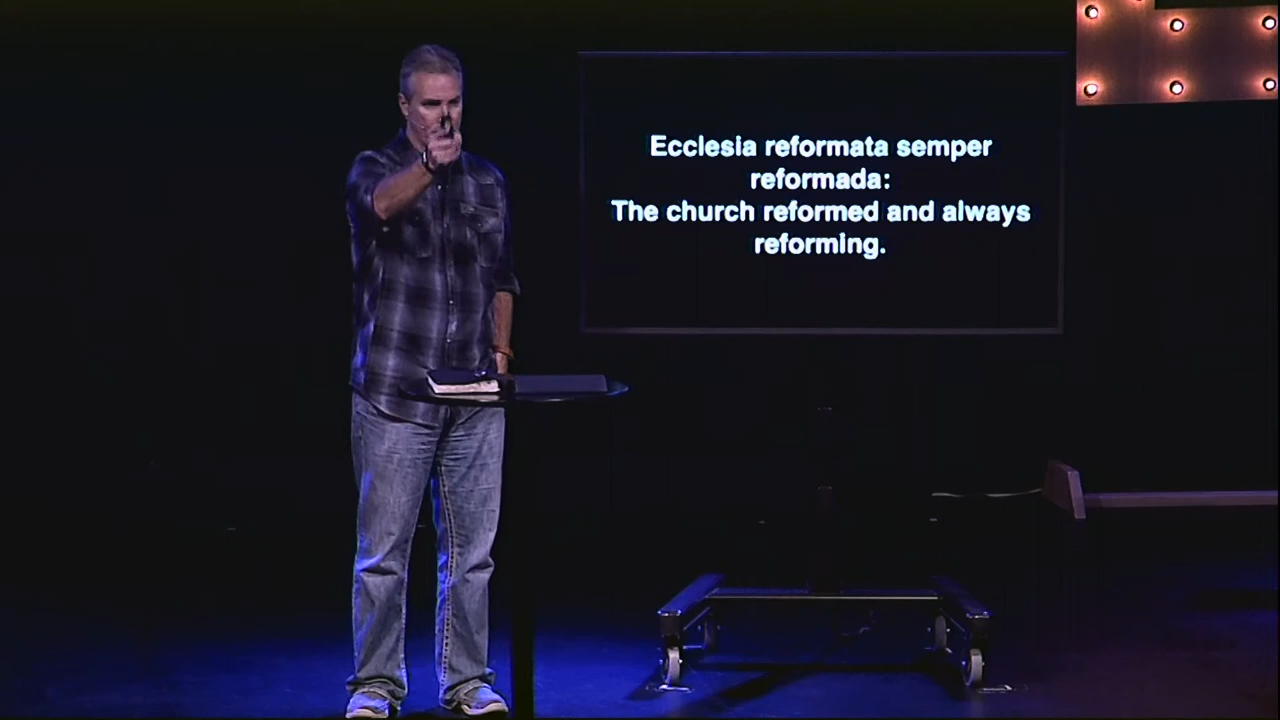 Ecclesia reformata semper
reformada:
The church reformed and always
reforming.